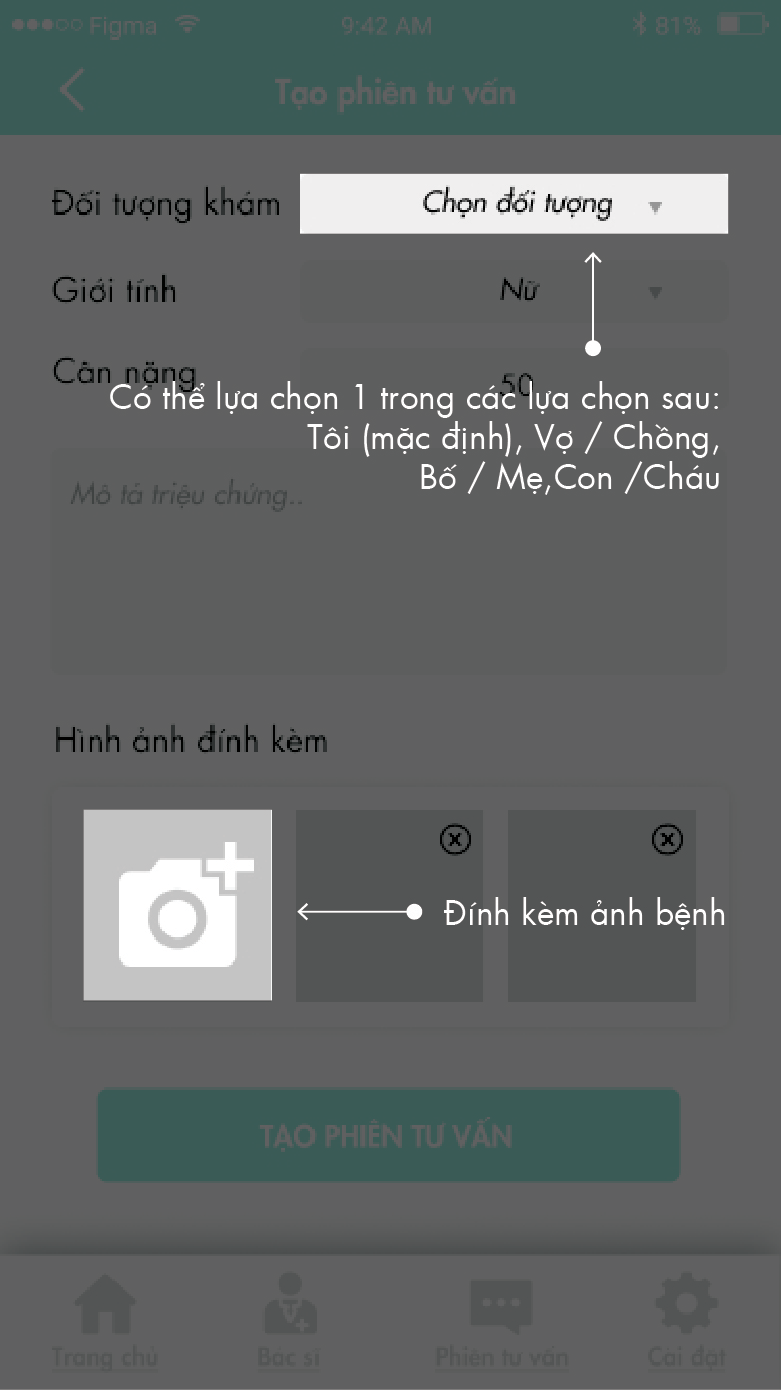 Figma 9:42 AM 81%
Tạo phiên tư vấn
Đối tượng khám Chọn đối tượng
Giới tính Nữ
Cân nặng 50
Có thể lựa chọn 1 trong các lựa chọn sau:
Tôi (mặc định), Vợ / Chồng,
Bố / Mẹ,Con /Cháu
Mô tả triệu chứng..
Hình ảnh đính kèm
Đính kèm ảnh bệnh
TẠO PHIÊN TƯ VẤN
Trang chủ Bác sĩ Phiên tư vấn Cài đặt